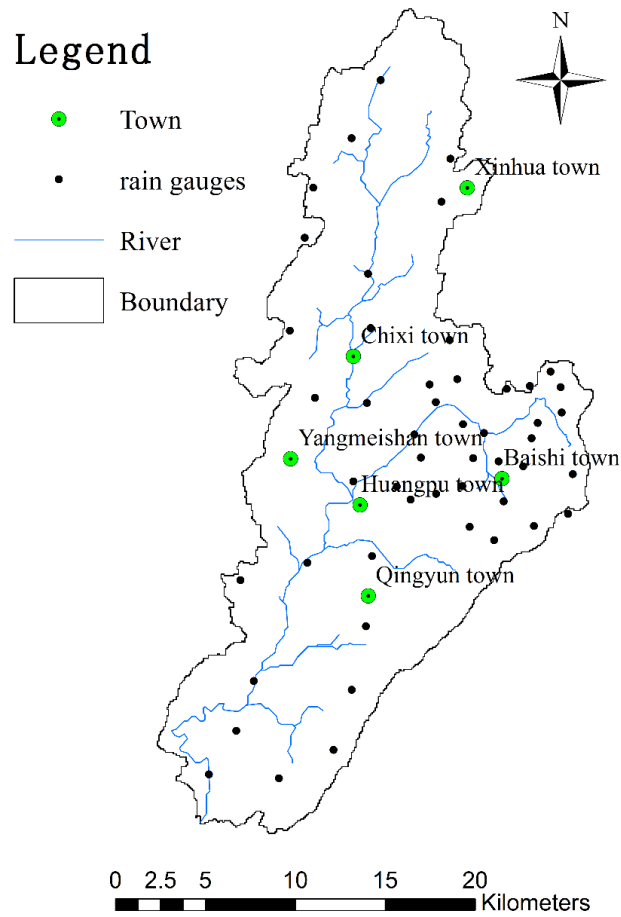 N
Legend
Town
rain gauges
River
Boundary
Xinhua town
Chixi town
Yangmeishan town
Baishi town
Huangpu town
Qingyun town
0 2.5 5 10 15 20
Kilometers